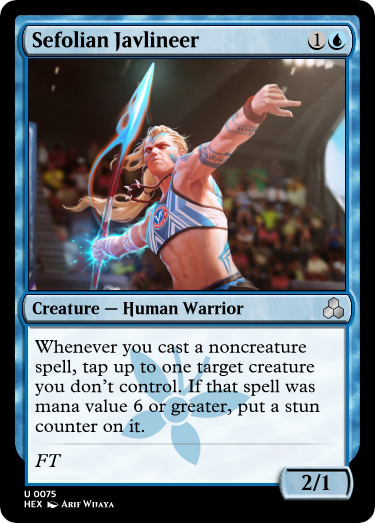 Sefolian Javlineer 1
Creature — Human Warrior
Whenever you cast a noncreature
spell, tap up to one target creature
you don't control. If that spell was
mana value 6 or greater, put a stun
counter on it.
FT
2/1
U 0075
HEX Arif Wijaya